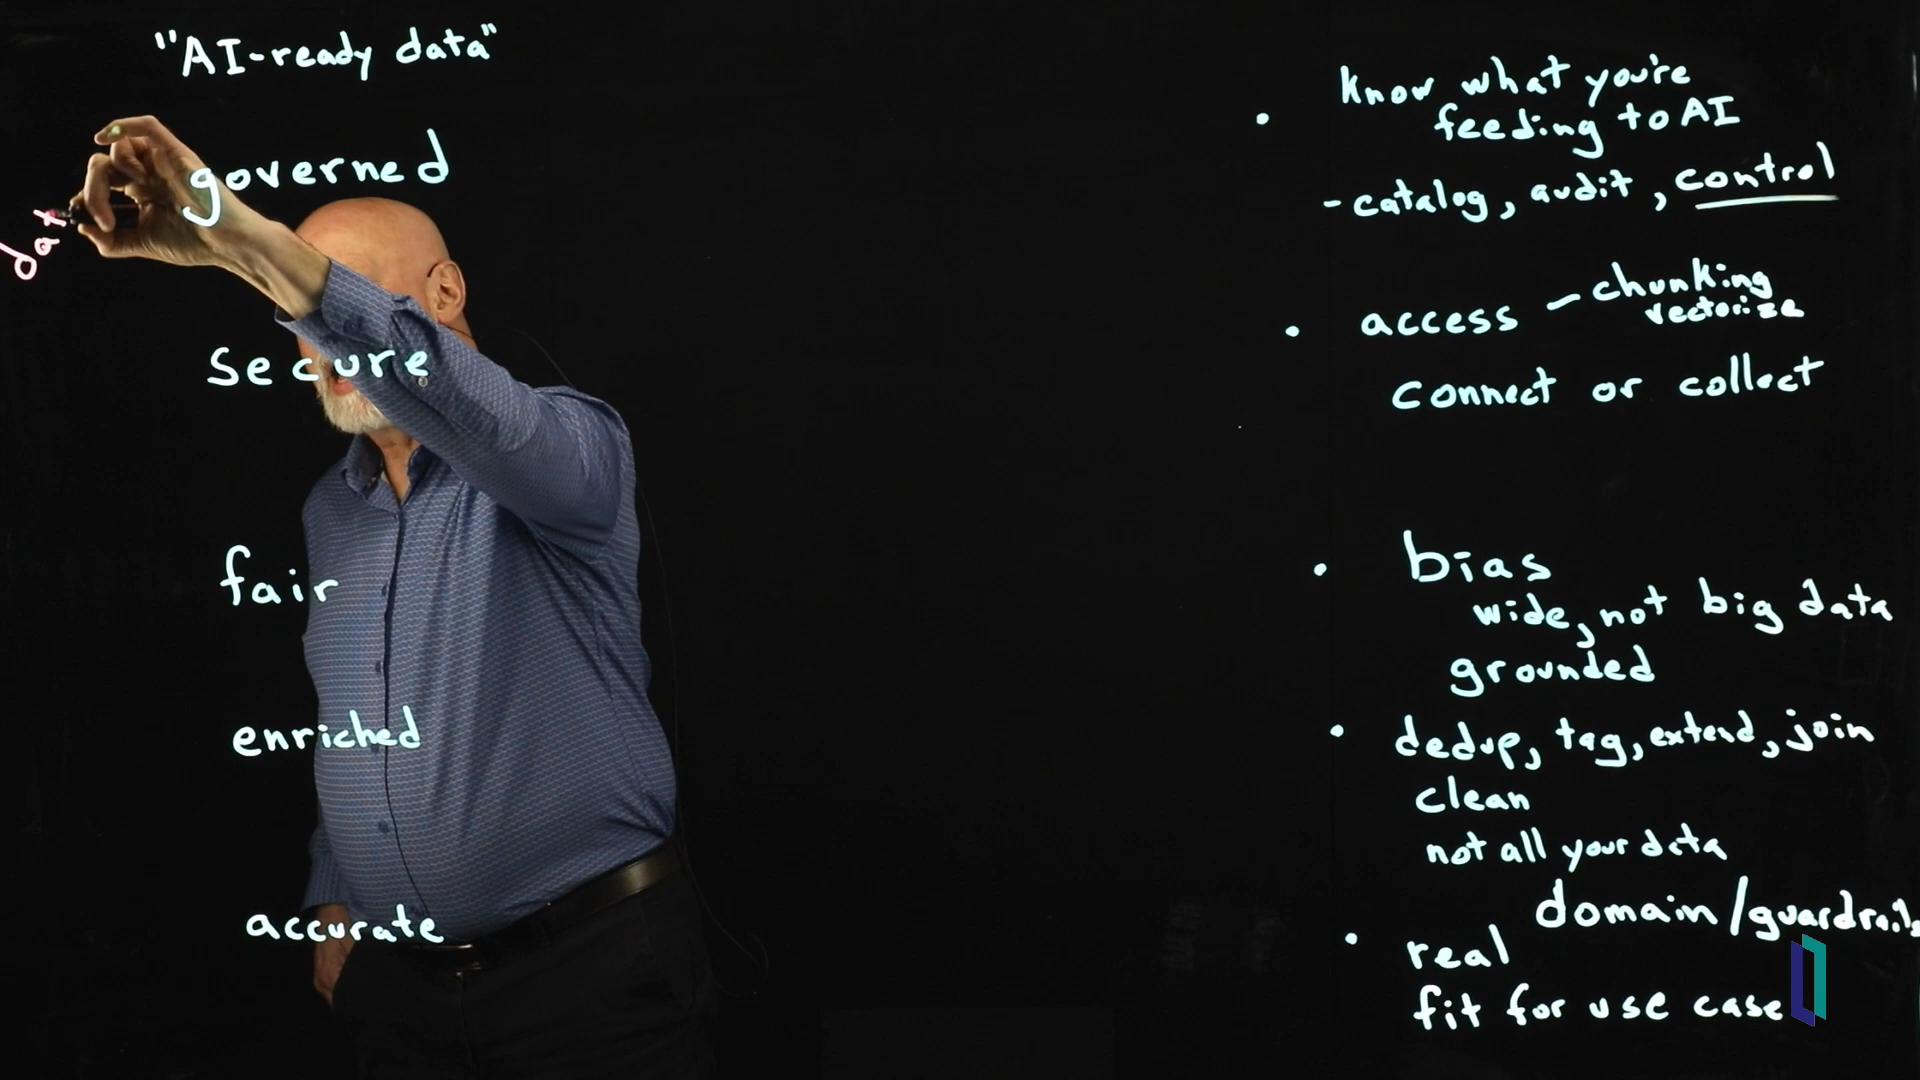 "AI-ready data"
governed
secure
fair
enriched
accurate
dat
• know what you're
feeding to AI
- catalog, audit, control
• access - chunking
vectorize
connect or collect
• bias
wide, not big data
grounded
• dedup, tag, extend, join
clean
not all your data
domain/guardrails
• real
fit for use case